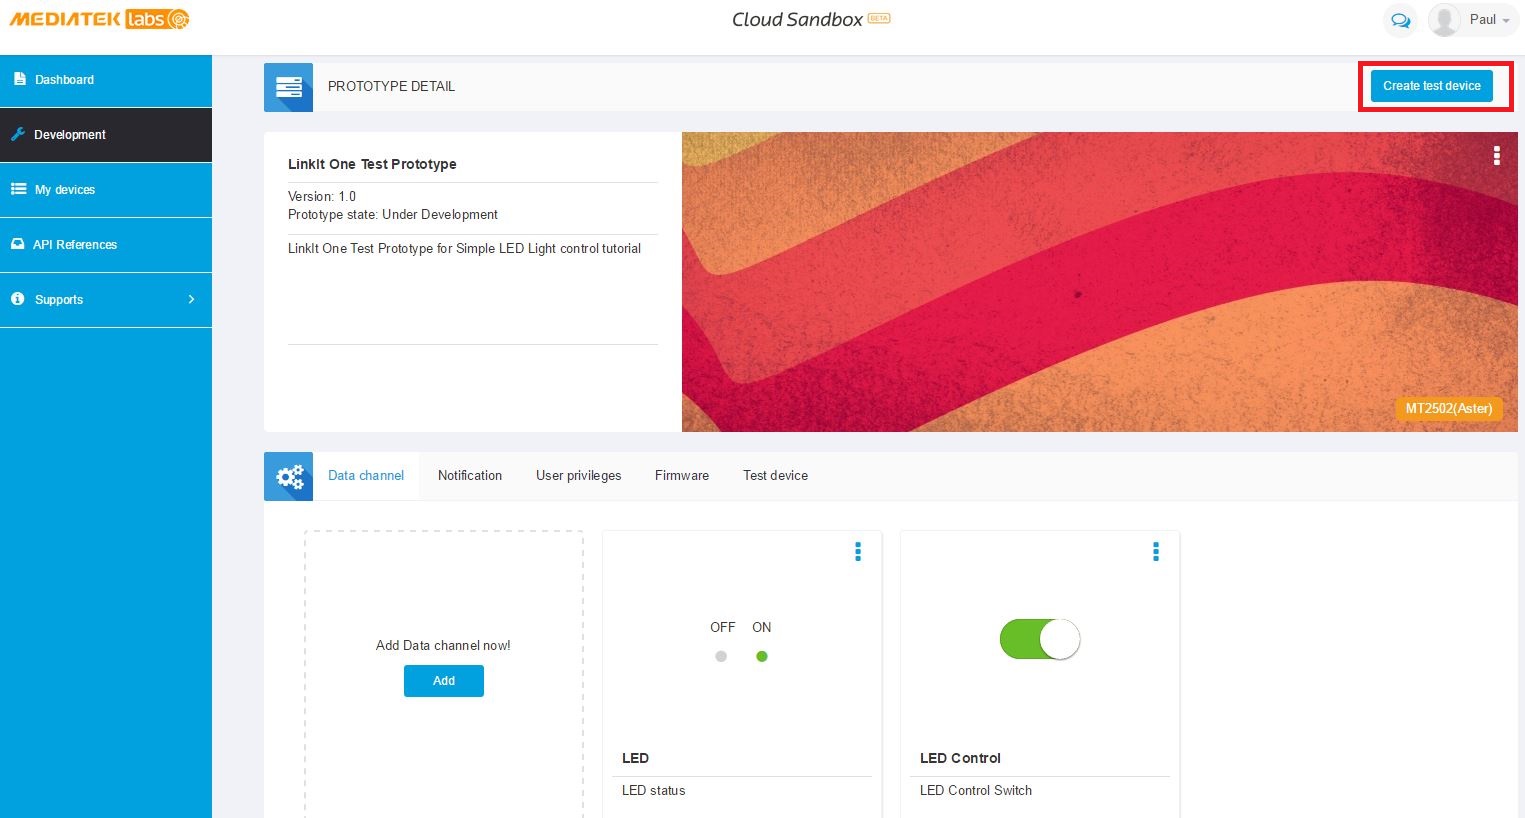 MEDIATEK labs
Cloud Sandbox BETA
Paul
Dashboard
Development
My devices
API References
Supports
PROTOTYPE DETAIL
Create test device
LinkIt One Test Prototype
Version: 1.0
Prototype state: Under Development
LinkIt One Test Prototype for Simple LED Light control tutorial
MT2502(Aster)
Data channel
Notification
User privileges
Firmware
Test device
Add Data channel now!
Add
OFF ON
LED
LED status
LED Control
LED Control Switch